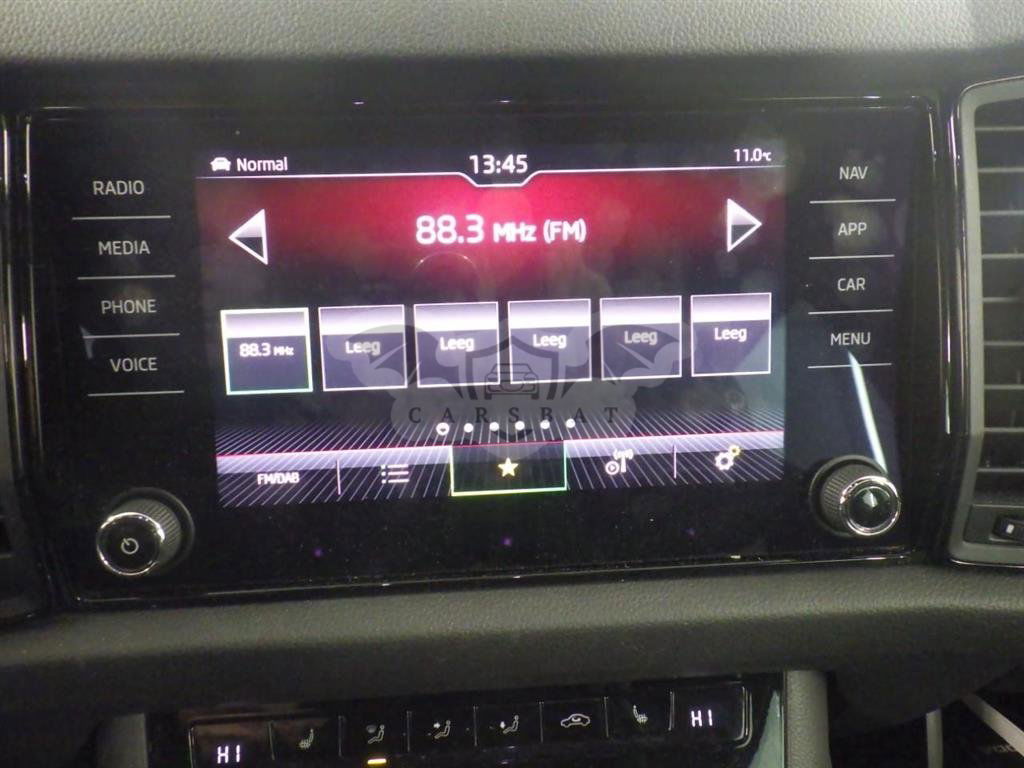 Normal
13:45
11.0°C
RADIO
MEDIA
PHONE
VOICE
NAV
APP
CAR
MENU
88.3 MHz (FM)
88.3 MHz
Leeg
Leeg
Leeg
Leeg
Leeg
CARSBAT
FM/DAB
HI
HI